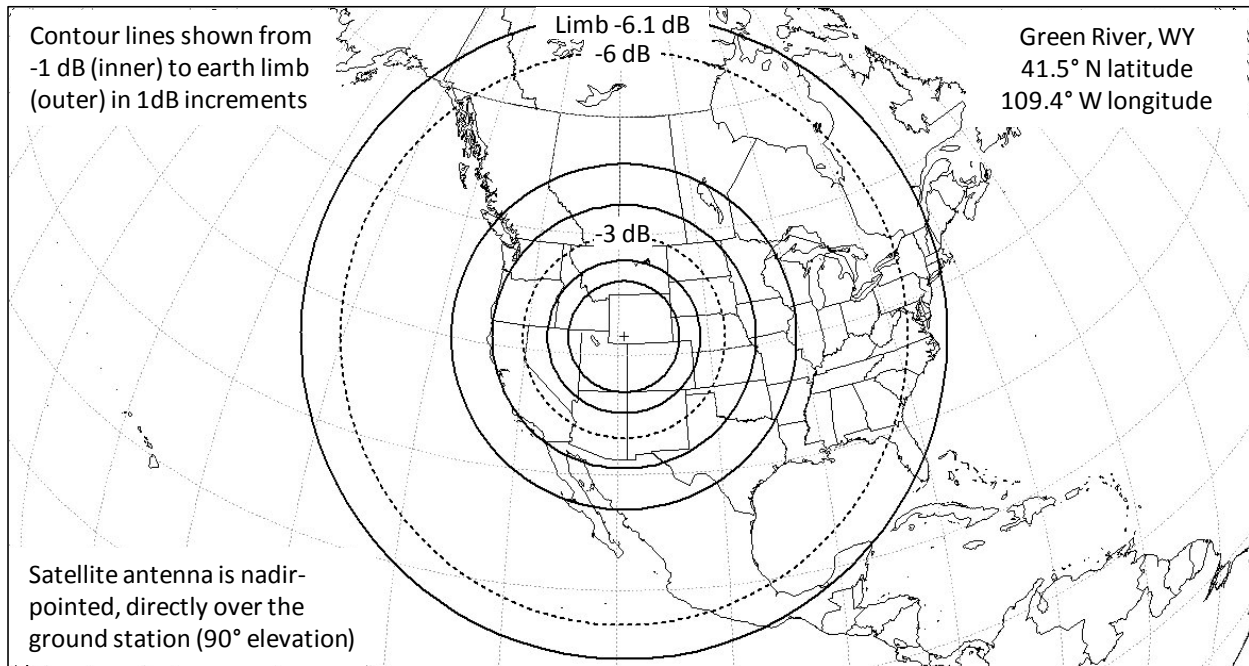 Contour lines shown from
-1 dB (inner) to earth limb
(outer) in 1dB increments
Limb -6.1 dB
-6 dB
Green River, WY
41.5° N latitude
109.4° W longitude
-3 dB
Satellite antenna is nadir-
pointed, directly over the
ground station (90° elevation)